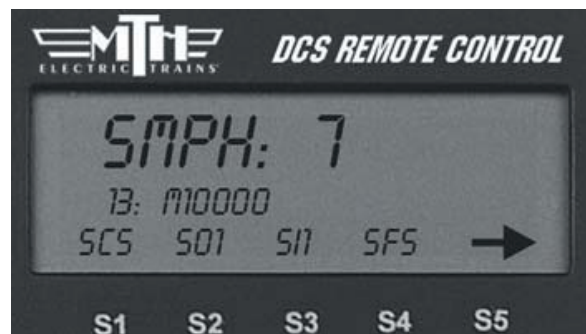 MTH
ELECTRIC TRAINS
DCS REMOTE CONTROL
SMPH: 7
13: M10000
SCS SO1 SI1 SFS
S1 S2 S3 S4 S5